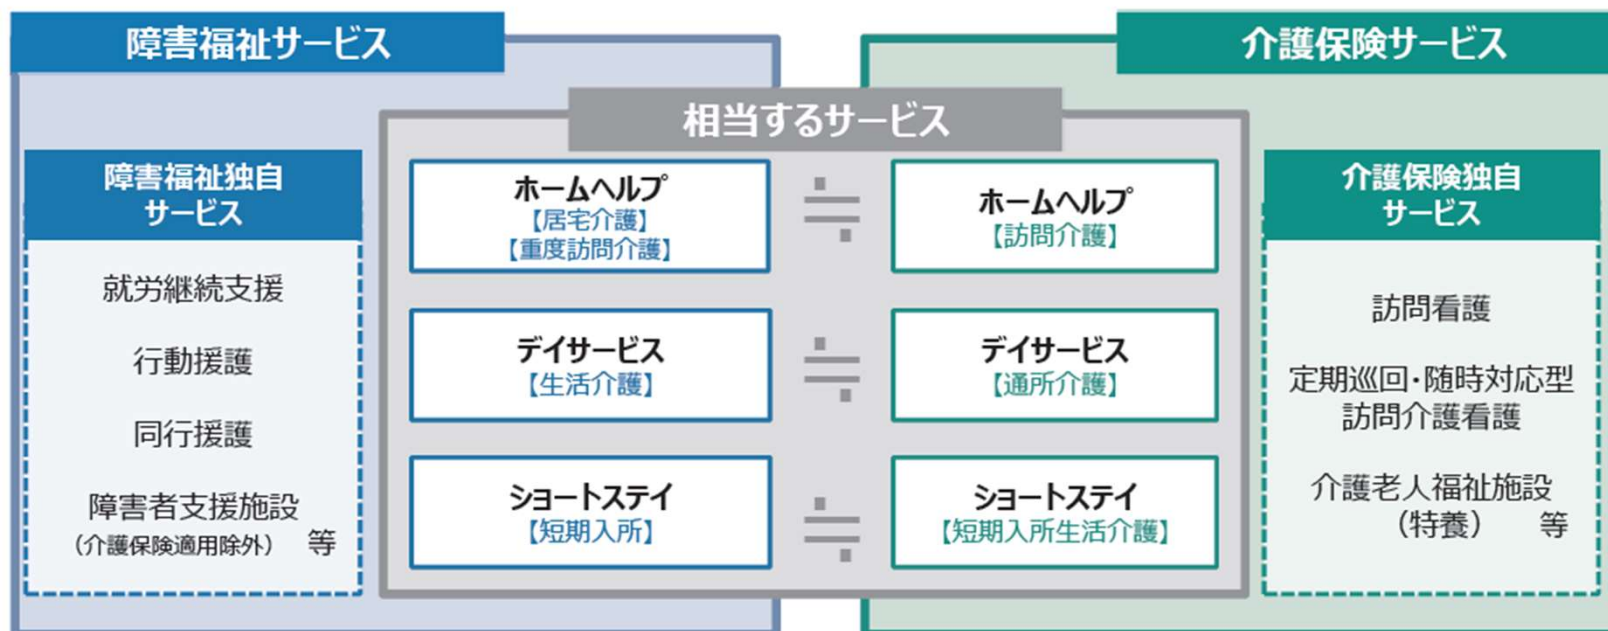 障害福祉サービス
介護保険サービス
相当するサービス
障害福祉独自
サービス
就労継続支援
行動援護
同行援護
障害者支援施設
（介護保険適用除外） 等
ホームヘルプ
【居宅介護】
【重度訪問介護】
≒
ホームヘルプ
【訪問介護】
デイサービス
【生活介護】
≒
デイサービス
【通所介護】
ショートステイ
【短期入所】
≒
ショートステイ
【短期入所生活介護】
介護保険独自
サービス
訪問看護
定期巡回・随時対応型
訪問介護看護
介護老人福祉施設
（特養） 等